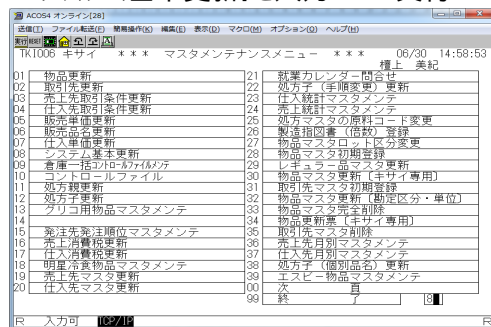 ACOS4 オンライン[28]
送信(T) ファイル転送(F) 簡易操作(K) 編集(E) 表示(D) マクロ(M) オプション(O) ヘルプ(H)
TKI006 キサイ ＊＊＊ マスタメンテナンスメニュー ＊＊＊ 06/30 14:58:53
檀上 美紀
01 物品更新 21 就業カレンダー問合せ
02 取引先更新 22 処方子（手順変更）更新
03 売上先取引条件更新 23 仕入統計マスタメンテ
04 仕入先取引条件更新 24 売上統計マスタメンテ
05 販売単価更新 25 処方マスタの原料コード変更
06 販売品名更新 26 製造指図書（倍数）登録
07 仕入単価更新 27 物品マスタロット区分変更
08 システム基本更新 28 物品マスタ初期登録
09 倉庫一括コントロールファイルメンテ 29 レギュラー品マスタ更新
10 コントロールファイル 30 物品マスタ更新〔キサイ専用〕
11 処方親更新 31 取引先マスタ初期登録
12 処方子更新 32 物品マスタ更新［勘定区分・単位］
13 グリコ用物品マスタメンテ 33 物品マスタ完全削除
14 34 物品更新票〔キサイ専用〕
15 発注先発注順位マスタメンテ 35 取引先マスタ削除
16 売上消費税更新 36 売上先月別マスタメンテ
17 仕入消費税更新 37 仕入先月別マスタメンテ
18 明星冷食物品マスタメンテ 38 処方子（個別品名）更新
19 売上先マスタ更新 39 エスビー物品マスタメンテ
20 仕入先マスタ更新 00 次 頁
99 終 了 8
R 入力可 TCP/IP R